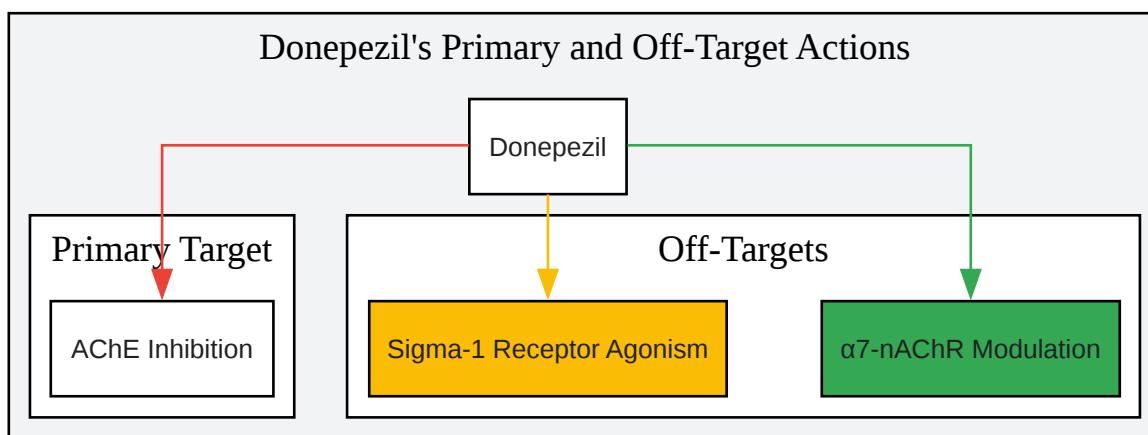 Donepezil's Primary and Off-Target Actions
Donepezil
Primary Target
Off-Targets
AChE Inhibition
Sigma-1 Receptor Agonism
α7-nAChR Modulation